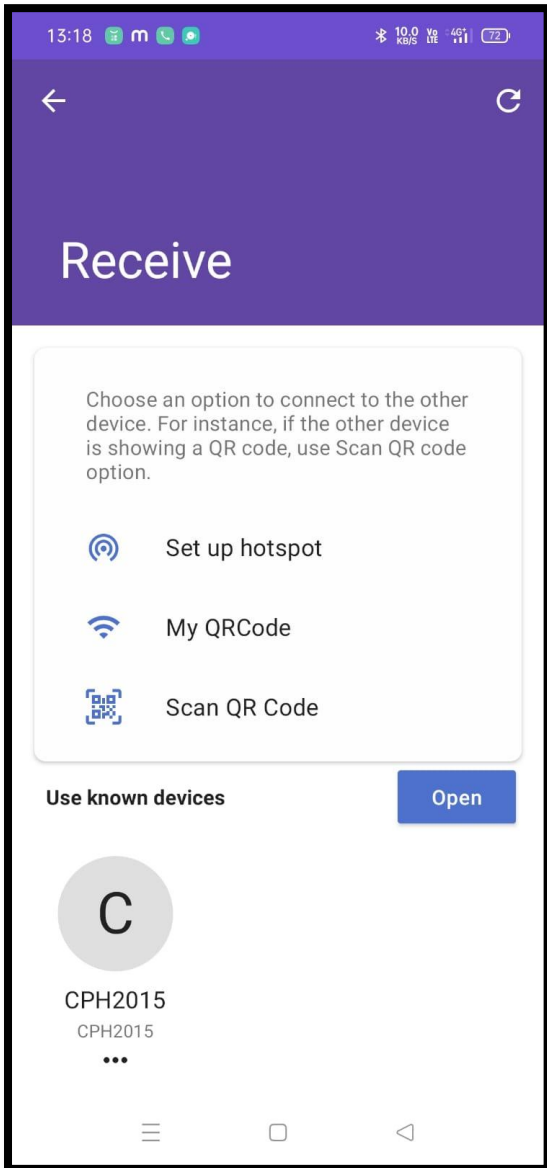 13:18 m 10.0 KB/S Vo LTE 4G+ 72
Receive
Choose an option to connect to the other
device. For instance, if the other device
is showing a QR code, use Scan QR code
option.
Set up hotspot
My QRCode
Scan QR Code
Use known devices Open
C
CPH2015
CPH2015